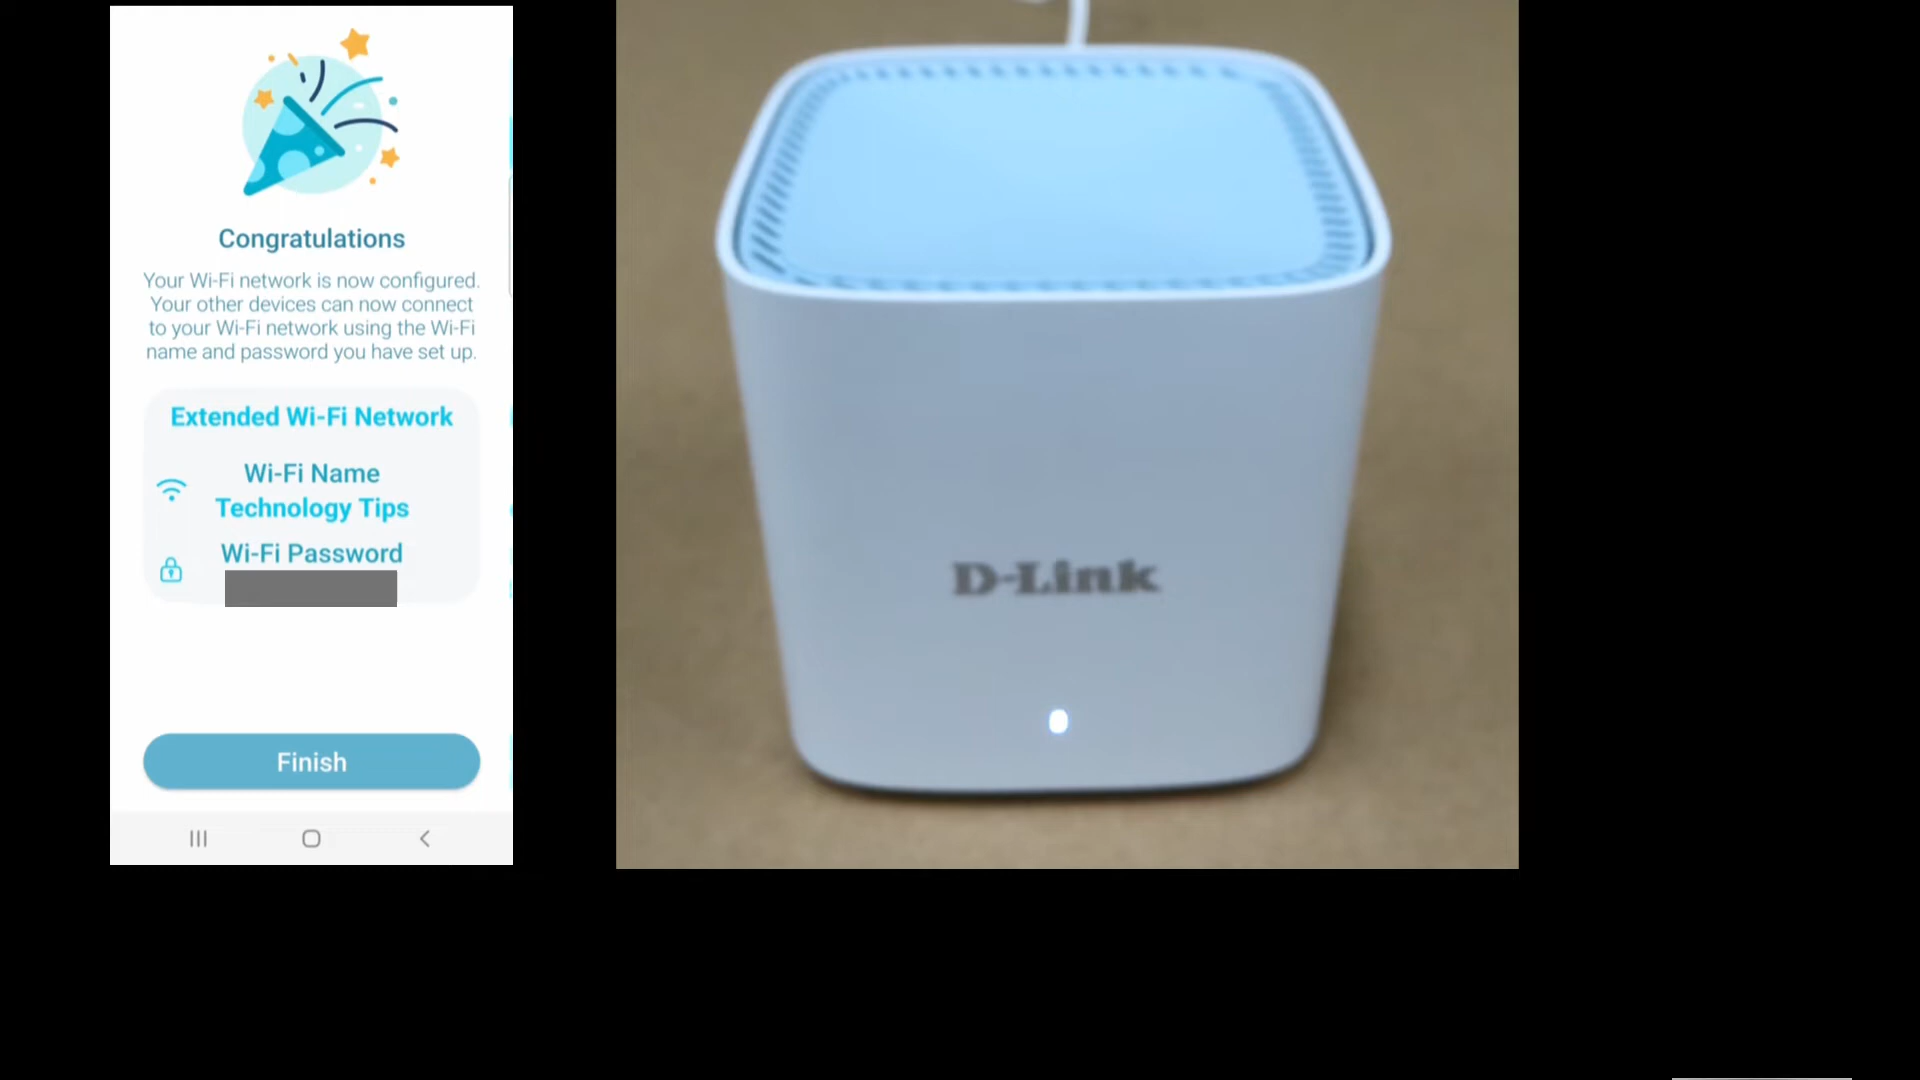 Congratulations
Your Wi-Fi network is now configured.
Your other devices can now connect
to your Wi-Fi network using the Wi-Fi
name and password you have set up.
Extended Wi-Fi Network
Wi-Fi Name
Technology Tips
Wi-Fi Password
Finish
D-Link